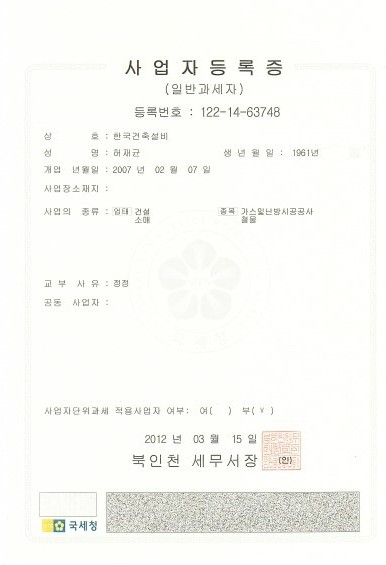 사업자등록증
(일반과세자)
등록번호 : 122-14-63748
상 호 : 한국건축설비
성 명 : 허재균 생 년 월 일 : 1961년
개업 년월일 : 2007 년 02 월 07 일
사업장소재지 :
사업의 종류 : 업태 건설 종목 가스및난방시공공사
소매 철물
교 부 사 유 : 정정
공동 사업자 :
사업자단위과세 적용사업자 여부: 여( ) 부( v )
2012 년 03 월 15 일
북인천 세무서장 (인)
국세청